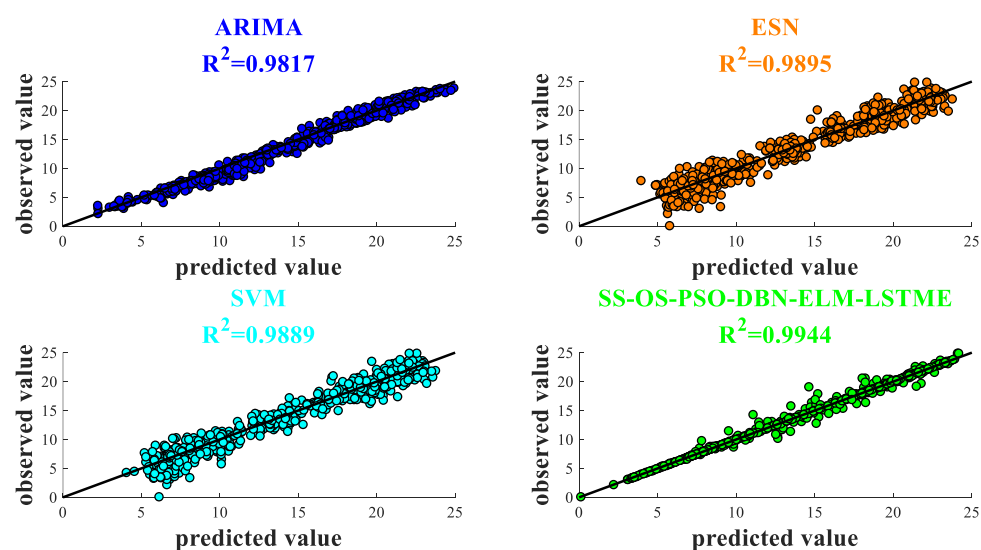 ARIMA
R²=0.9817
observed value
25
20
15
10
5
0
0 5 10 15 20 25
predicted value
ESN
R²=0.9895
observed value
25
20
15
10
5
0
0 5 10 15 20 25
predicted value
SVM
R²=0.9889
observed value
25
20
15
10
5
0
0 5 10 15 20 25
predicted value
SS-OS-PSO-DBN-ELM-LSTME
R²=0.9944
observed value
25
20
15
10
5
0
0 5 10 15 20 25
predicted value